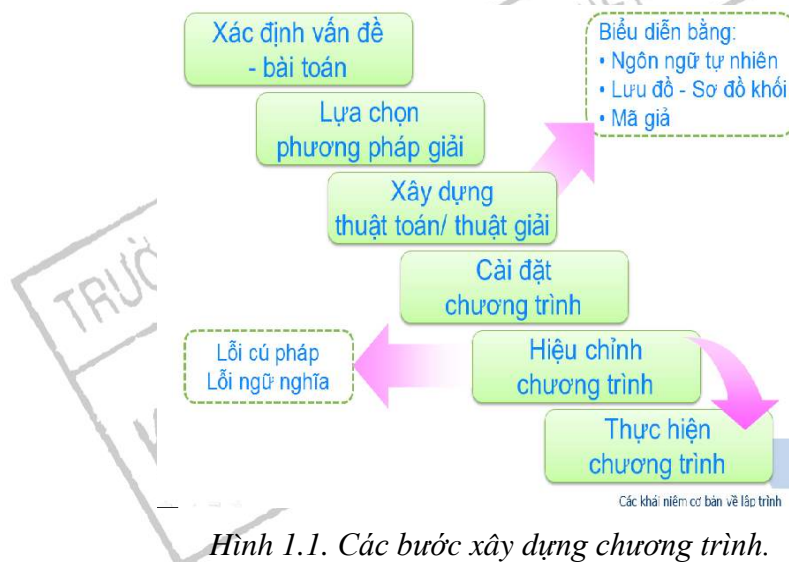 Xác định vấn đề
- bài toán
Biểu diễn bằng:
• Ngôn ngữ tự nhiên
• Lưu đồ - Sơ đồ khối
• Mã giả
Lựa chọn
phương pháp giải
Xây dựng
thuật toán/ thuật giải
Cài đặt
chương trình
Lỗi cú pháp
Lỗi ngữ nghĩa
Hiệu chỉnh
chương trình
Thực hiện
chương trình
Các khái niệm cơ bản về lập trình
Hình 1.1. Các bước xây dựng chương trình.
TRƯỜ